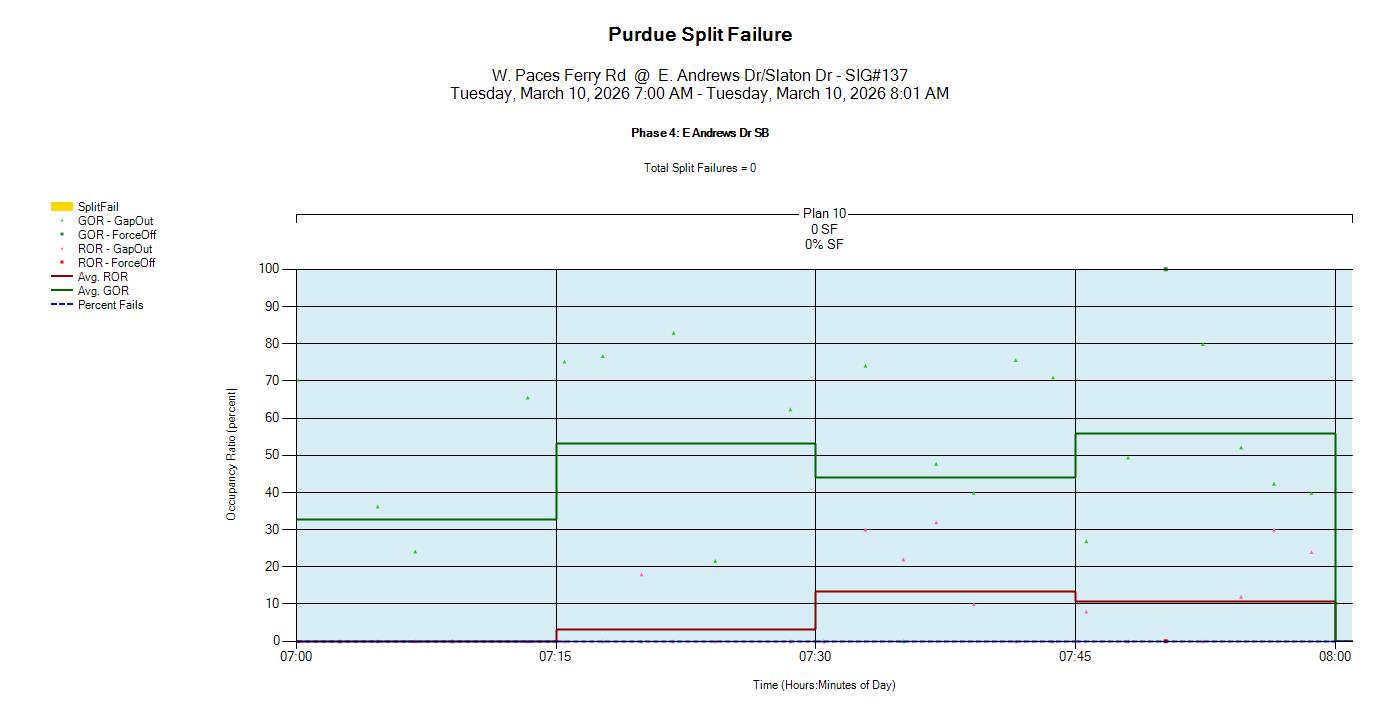 Purdue Split Failure
W. Paces Ferry Rd @ E. Andrews Dr/Slaton Dr - SIG#137
Tuesday, March 10, 2026 7:00 AM - Tuesday, March 10, 2026 8:01 AM
Phase 4: E Andrews Dr SB
Total Split Failures = 0
SplitFail
GOR - GapOut
GOR - ForceOff
ROR - GapOut
ROR - ForceOff
Avg. ROR
Avg. GOR
Percent Fails
Plan 10
0 SF
0% SF
Occupancy Ratio (percent)
100
90
80
70
60
50
40
30
20
10
0
07:00 07:15 07:30 07:45 08:00
Time (Hours:Minutes of Day)